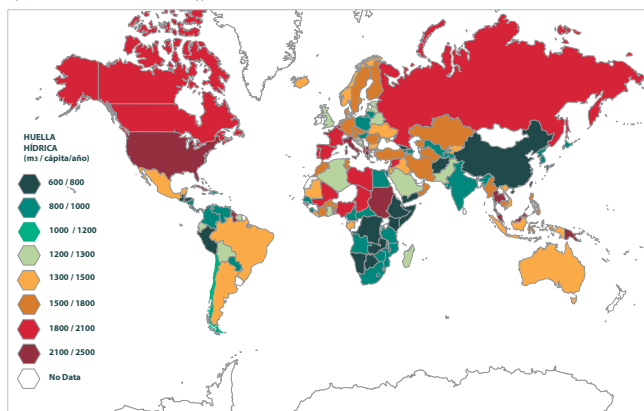 HUELLA
HÍDRICA
(m3 / cápita/año)
600 / 800
800 / 1000
1000 / 1200
1200 / 1300
1300 / 1500
1500 / 1800
1800 / 2100
2100 / 2500
No Data